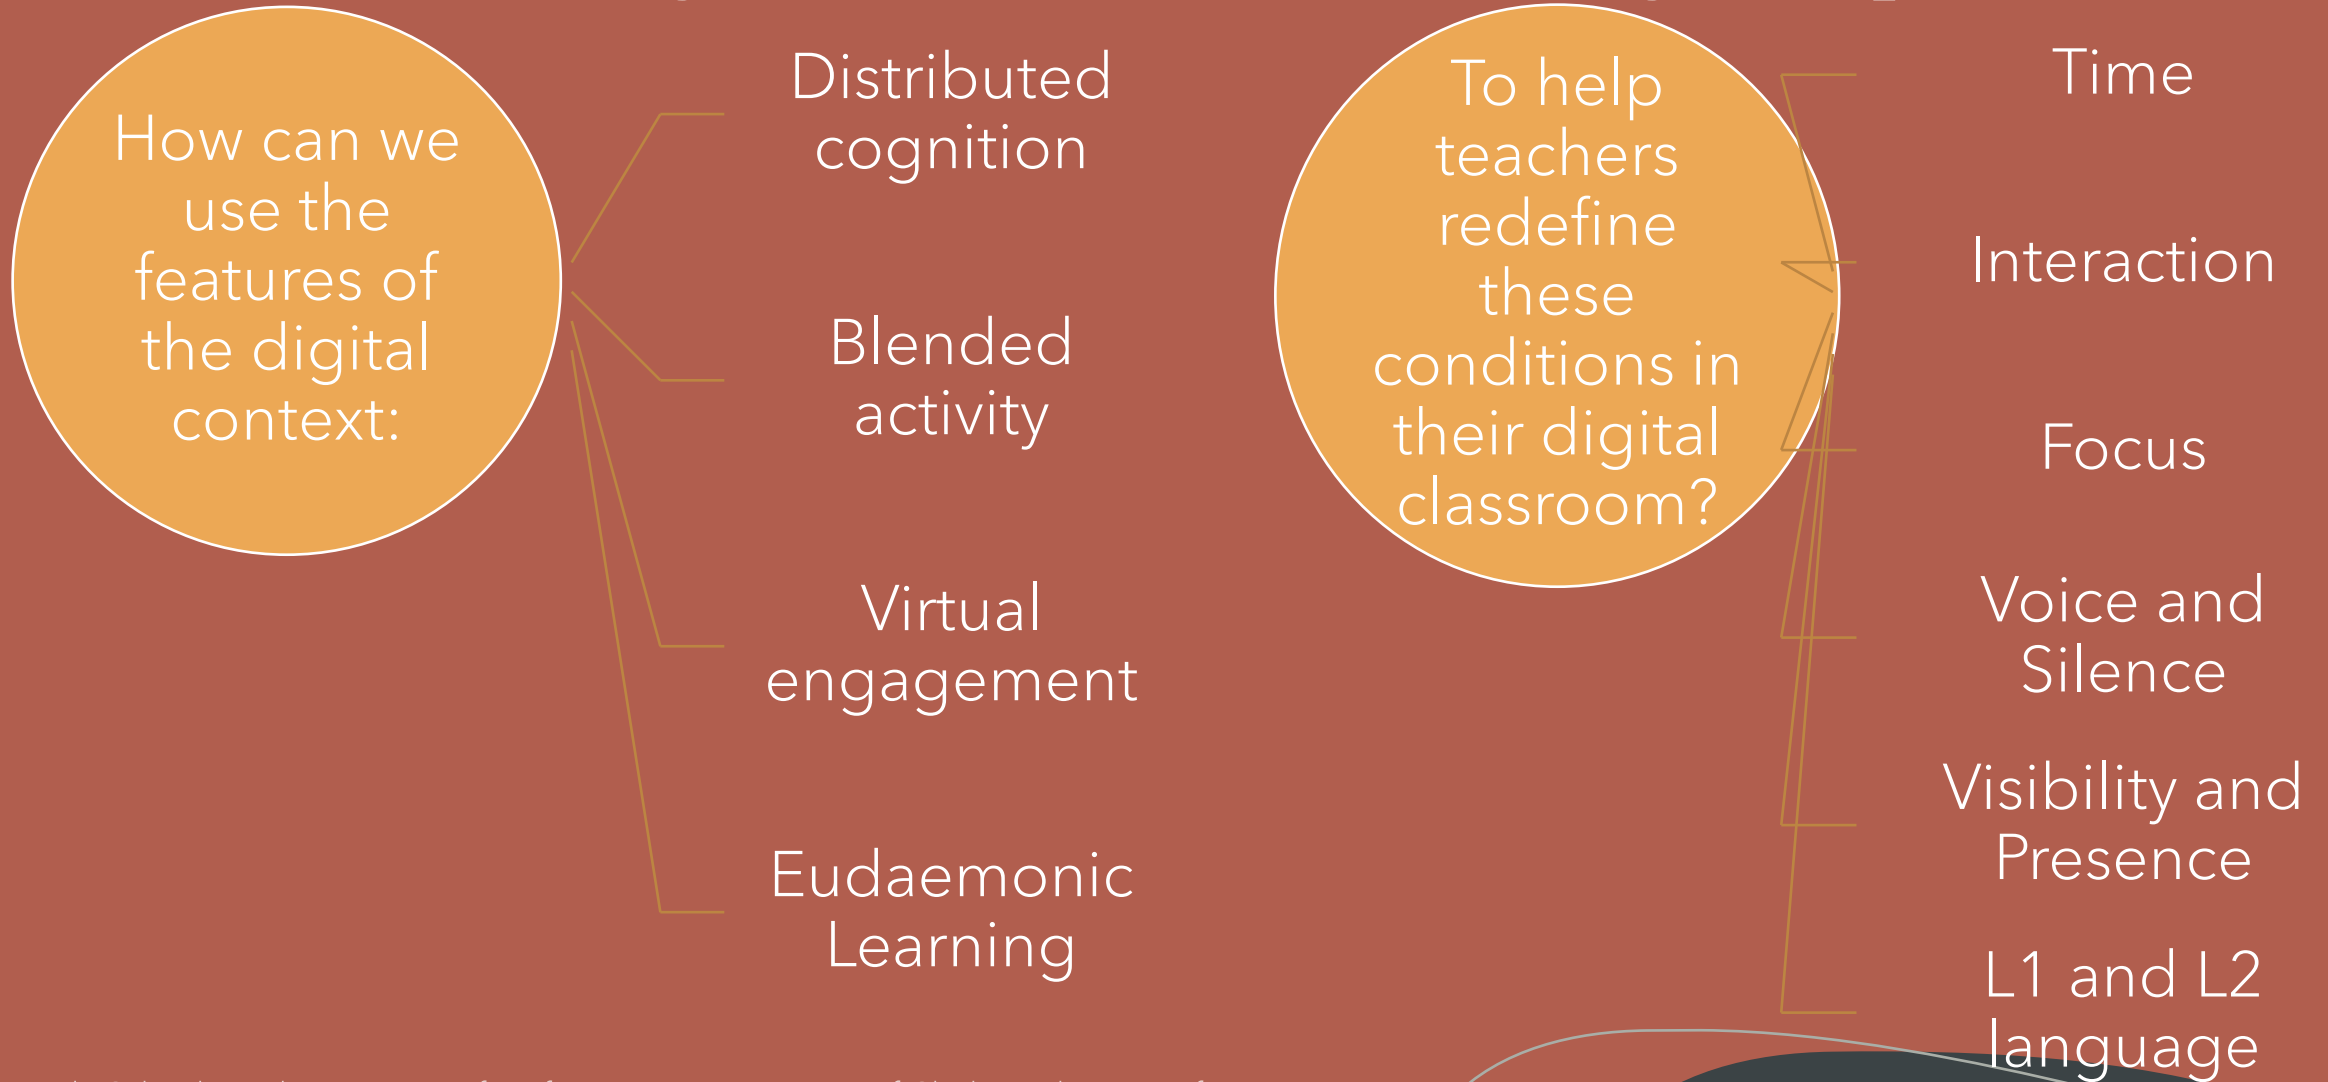 How can we
use the
features of
the digital
context:
Distributed
cognition
Blended
activity
Virtual
engagement
Eudaemonic
Learning
To help
teachers
redefine
these
conditions in
their digital
classroom?
Time
Interaction
Focus
Voice and
Silence
Visibility and
Presence
L1 and L2
language